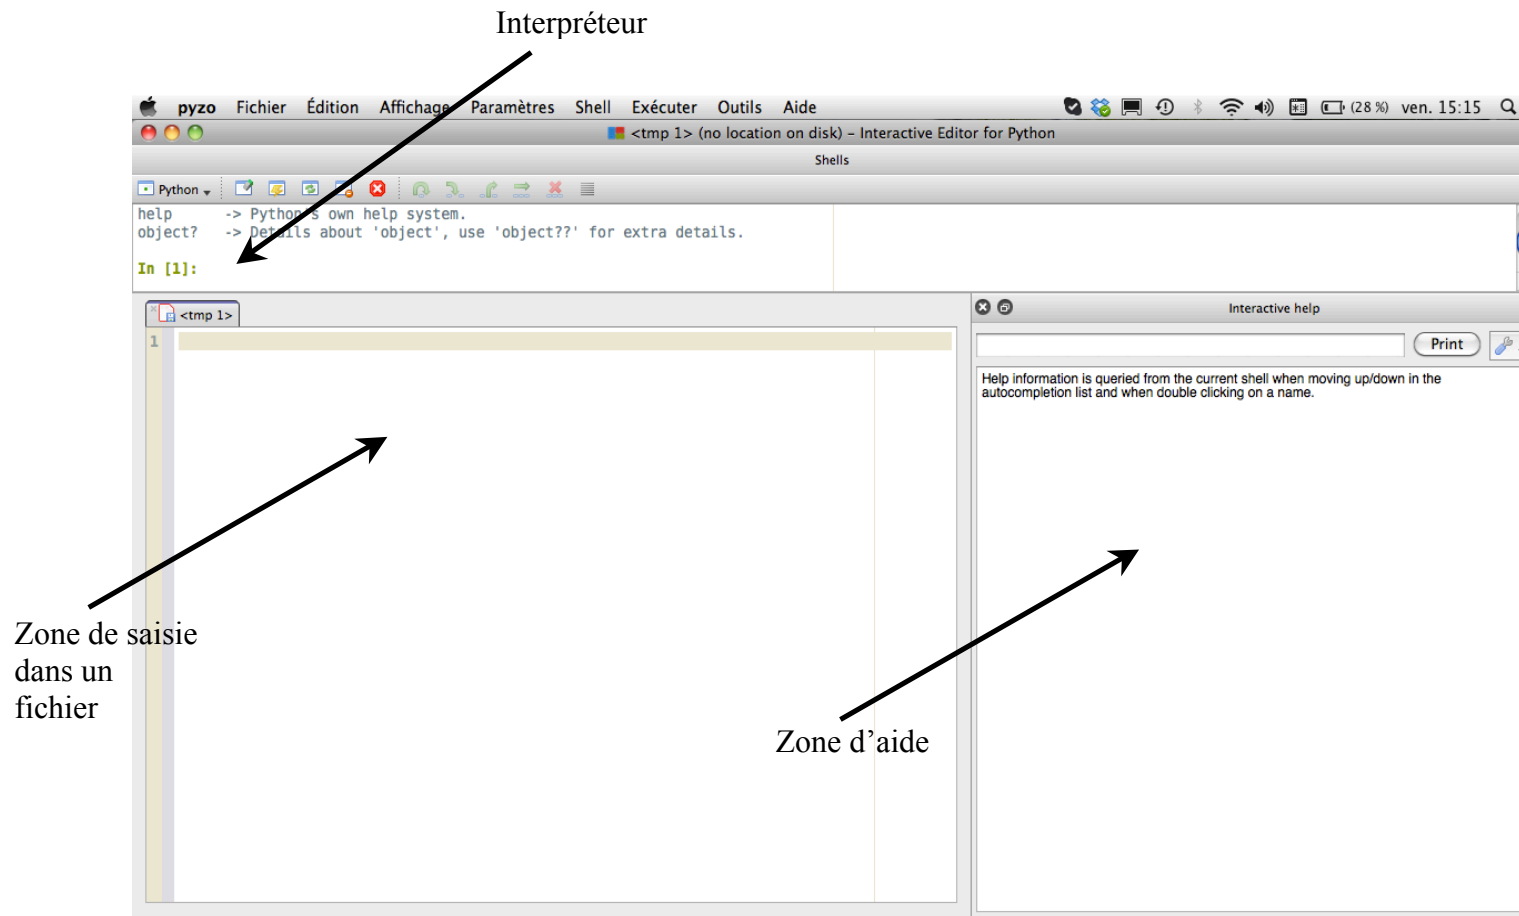 Interpréteur
pyzo Fichier Édition Affichage Paramètres Shell Exécuter Outils Aide (28 %) ven. 15:15
<tmp 1> (no location on disk) – Interactive Editor for Python
Shells
Python
help -> Python's own help system.
object? -> Details about 'object', use 'object??' for extra details.
In [1]:
<tmp 1>
1
Interactive help
Print
Help information is queried from the current shell when moving up/down in the
autocompletion list and when double clicking on a name.
Zone de saisie
dans un
fichier
Zone d’aide